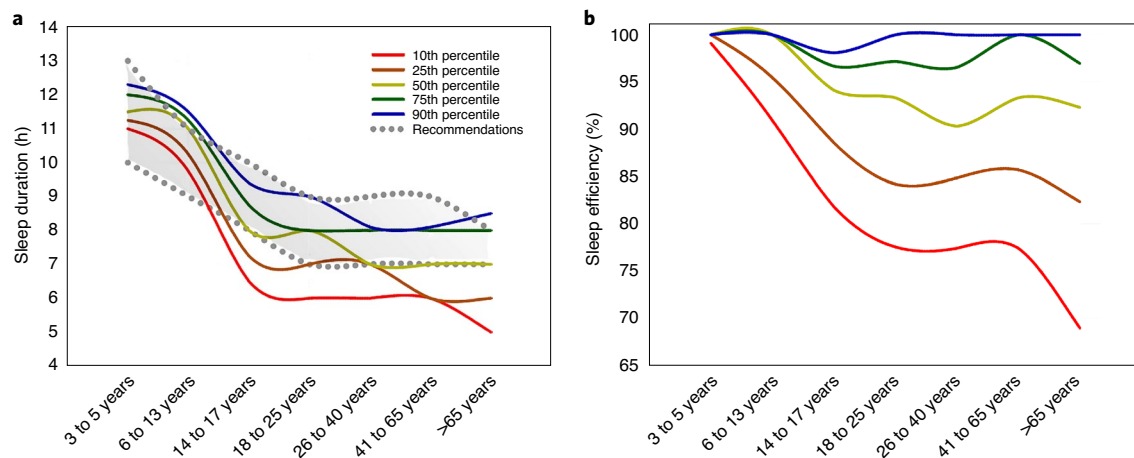 a
14
13
12
11
10
9
8
7
6
5
4
Sleep duration (h)
10th percentile
25th percentile
50th percentile
75th percentile
90th percentile
Recommendations
3 to 5 years
6 to 13 years
14 to 17 years
18 to 25 years
26 to 40 years
41 to 65 years
>65 years
b
100
95
90
85
80
75
70
65
Sleep efficiency (%)
3 to 5 years
6 to 13 years
14 to 17 years
18 to 25 years
26 to 40 years
41 to 65 years
>65 years